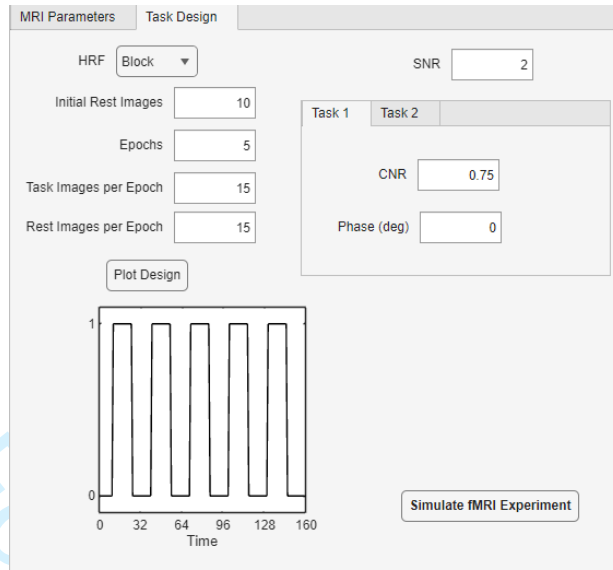 MRI Parameters Task Design
HRF Block
SNR 2
Initial Rest Images 10
Task 1 Task 2
Epochs 5
CNR 0.75
Task Images per Epoch 15
Rest Images per Epoch 15
Phase (deg) 0
Plot Design
1
0
0 32 64 96 128 160
Time
Simulate fMRI Experiment